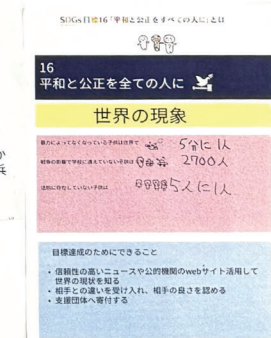 SDGs目標16「平和と公正をすべての人に」とは
16
平和と公正を全ての人に
世界の現象
暴力によってなくなっている子供は世界で 5分に1人
戦争の影響で学校に通えていない子供は 2700人
法的に存在していない子供は 5人に1人
目標達成のためにできること
・信頼性の高いニュースや公的機関のwebサイト活用して
世界の現状を知る
・相手との違いを受け入れ、相手の良さを認める
・支援団体へ寄付する
か
兵